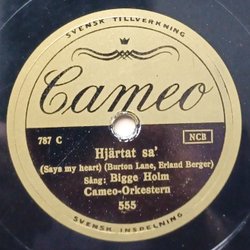 SVENSK TILLVERKNING
Cameo
787 C
NCB
Hjärtat sa'
(Says my heart) (Burton Lane, Erland Berger)
Sång: Bigge Holm
Cameo-Orkestern
555
SVENSK INSPELNING